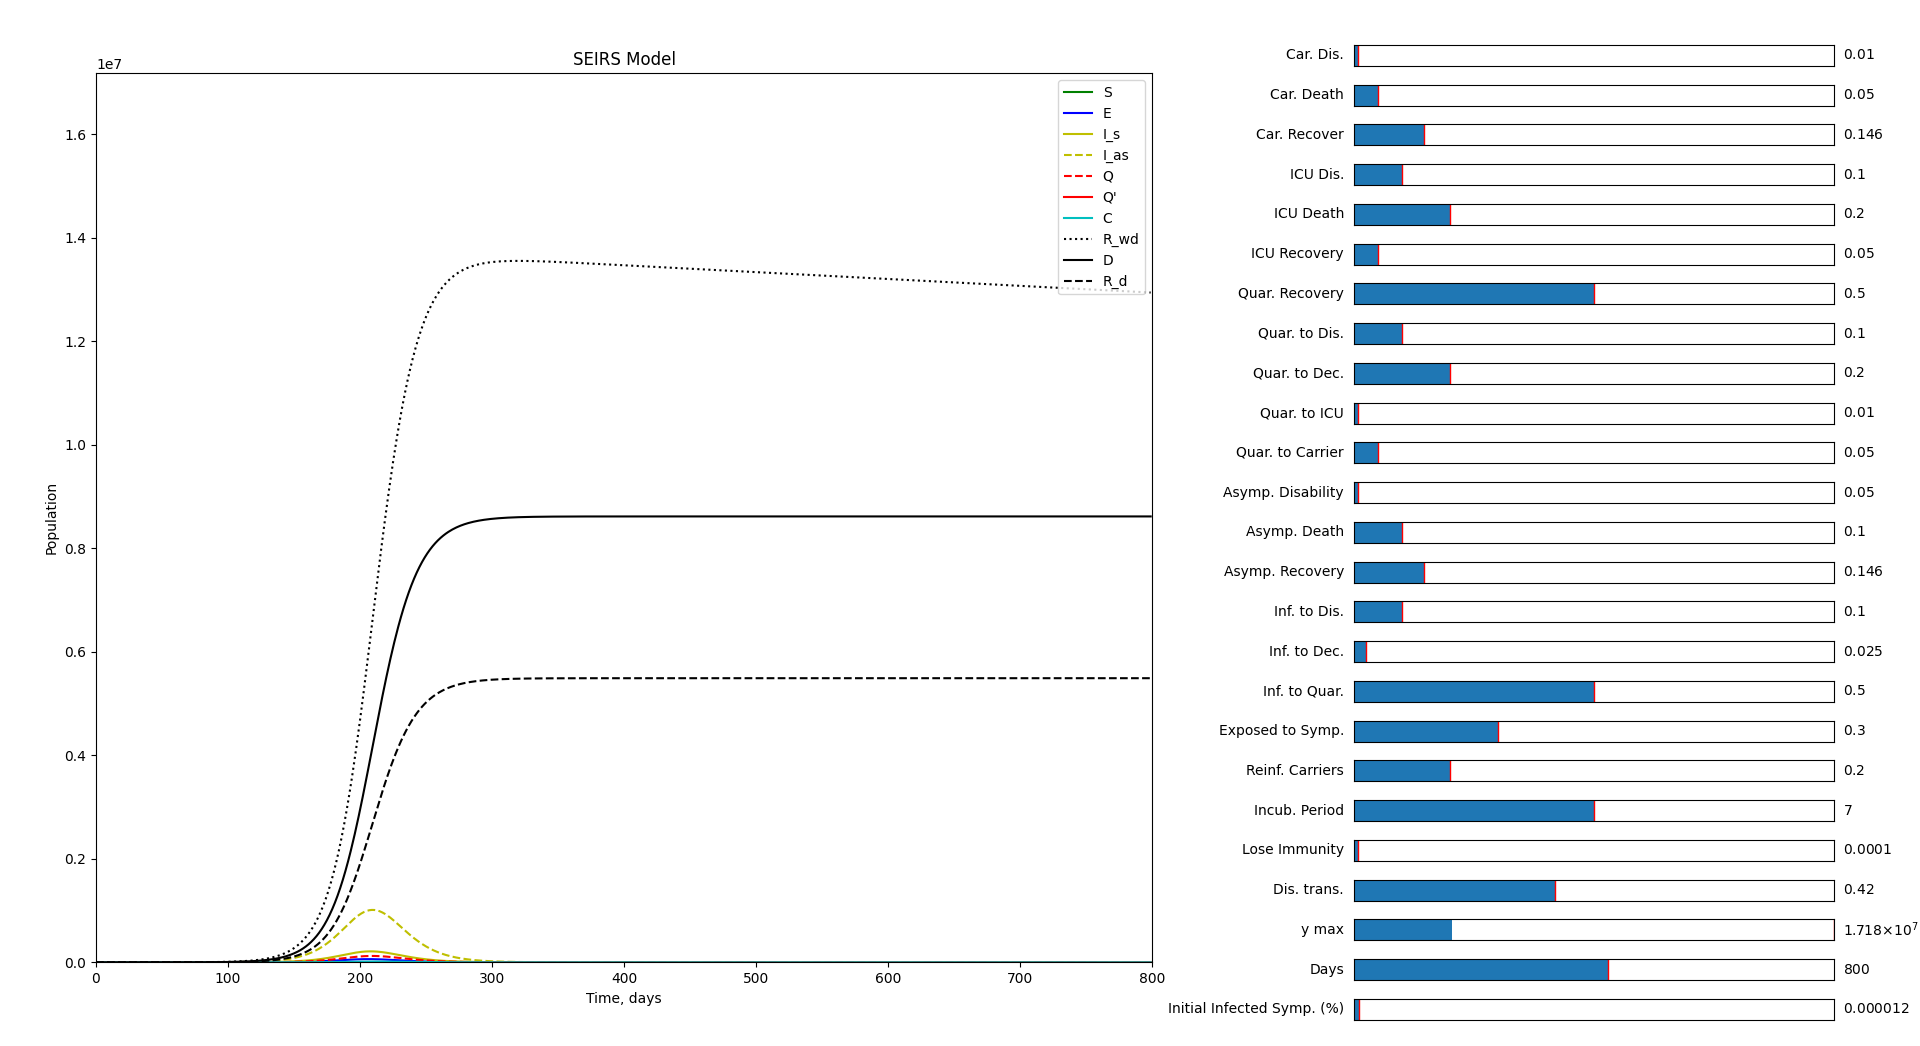 SEIRS Model
1e7
1.6
1.4
1.2
1.0
0.8
0.6
0.4
0.2
0.0
Population
0 100 200 300 400 500 600 700 800
Time, days
S
E
I_s
I_as
Q
Q'
C
R_wd
D
R_d
Car. Dis. 0.01
Car. Death 0.05
Car. Recover 0.146
ICU Dis. 0.1
ICU Death 0.2
ICU Recovery 0.05
Quar. Recovery 0.5
Quar. to Dis. 0.1
Quar. to Dec. 0.2
Quar. to ICU 0.01
Quar. to Carrier 0.05
Asymp. Disability 0.05
Asymp. Death 0.1
Asymp. Recovery 0.146
Inf. to Dis. 0.1
Inf. to Dec. 0.025
Inf. to Quar. 0.5
Exposed to Symp. 0.3
Reinf. Carriers 0.2
Incub. Period 7
Lose Immunity 0.0001
Dis. trans. 0.42
y max 1.718×10⁷
Days 800
Initial Infected Symp. (%) 0.000012